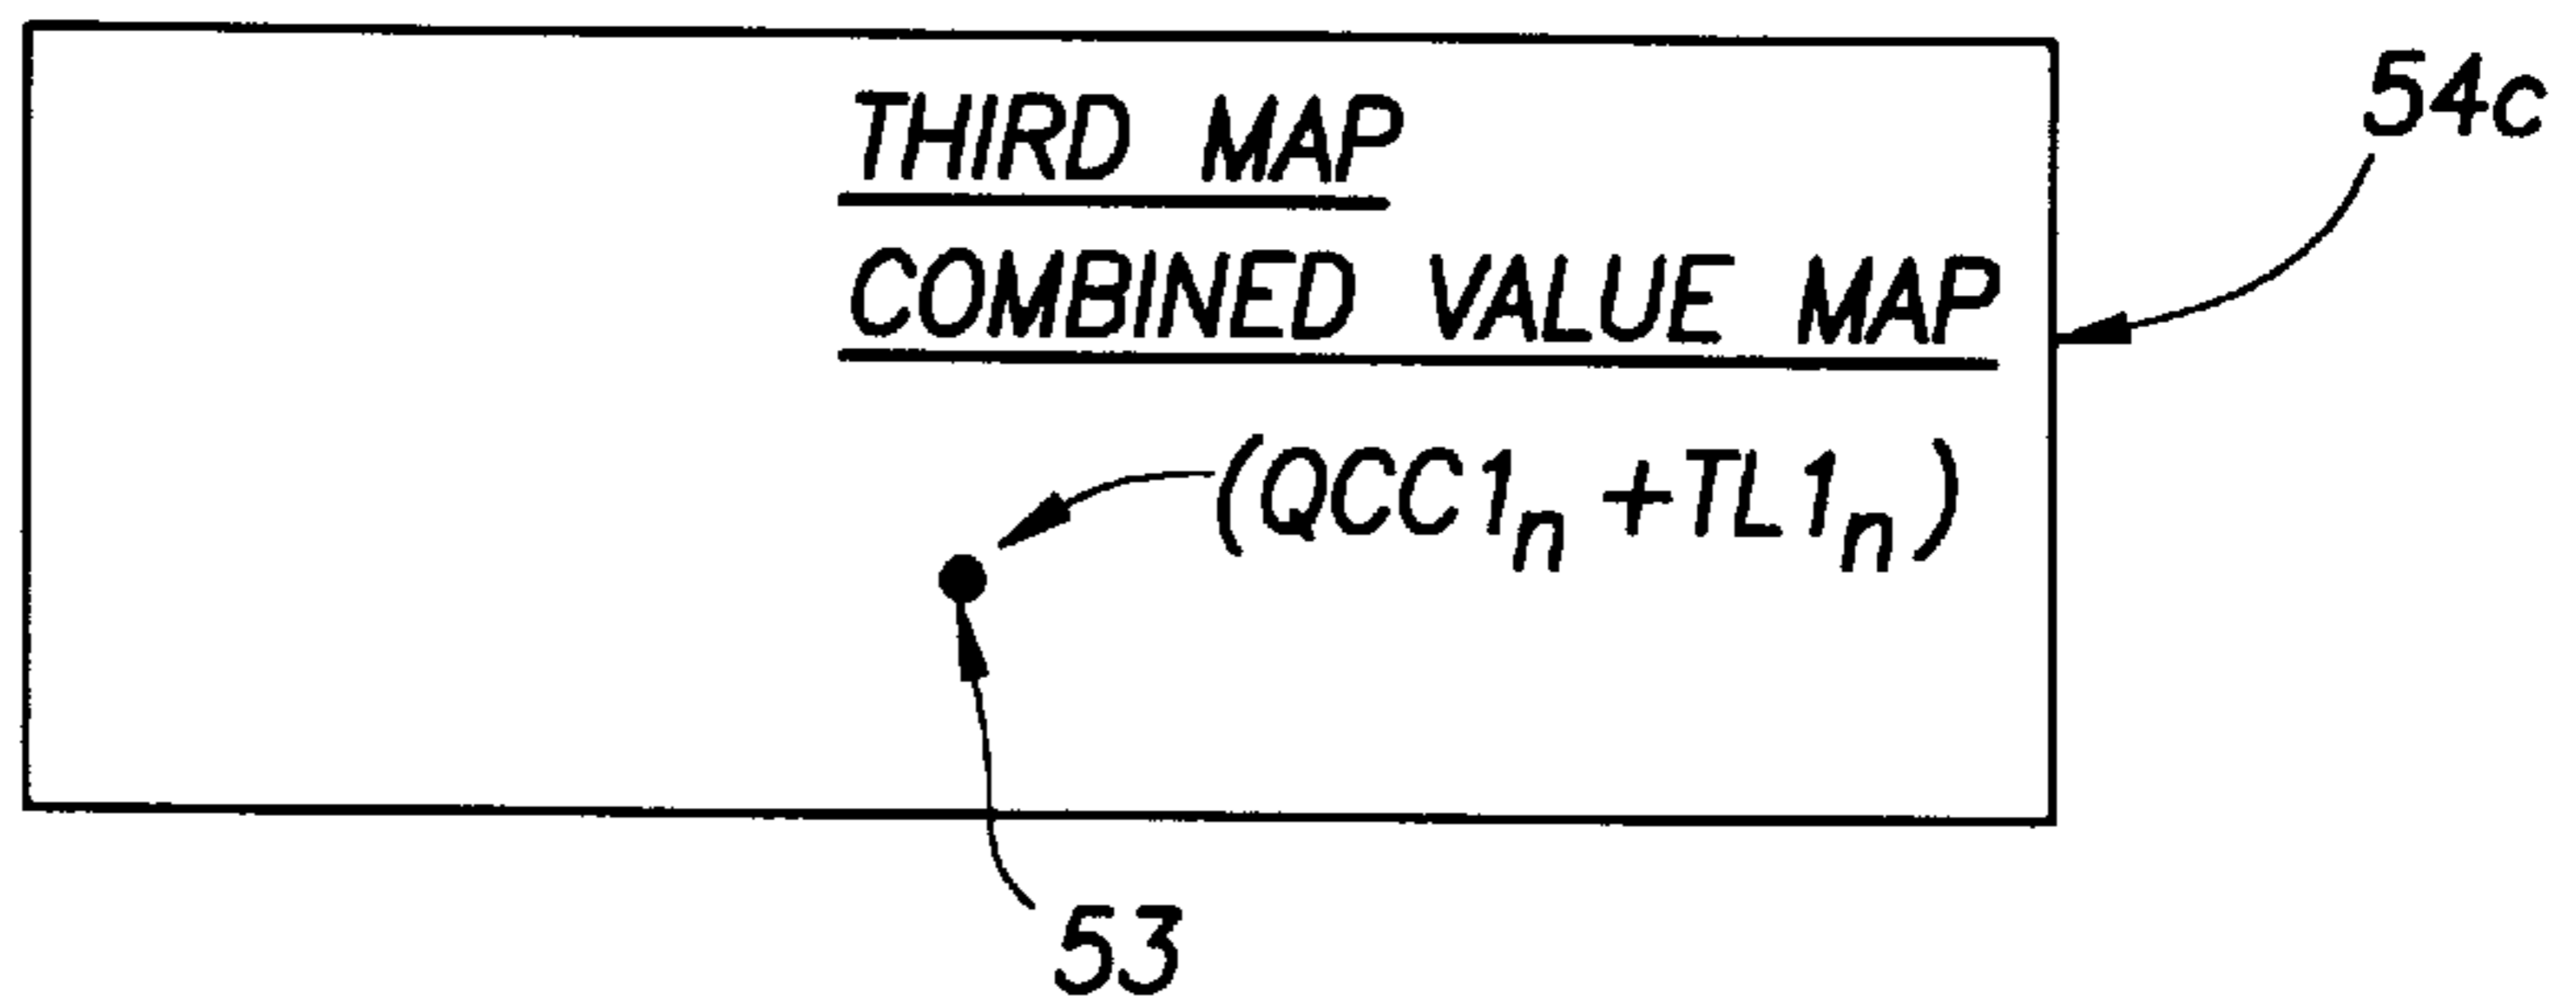 THIRD MAP
54c
COMBINED VALUE MAP
(QCC1n+TL1n)
53